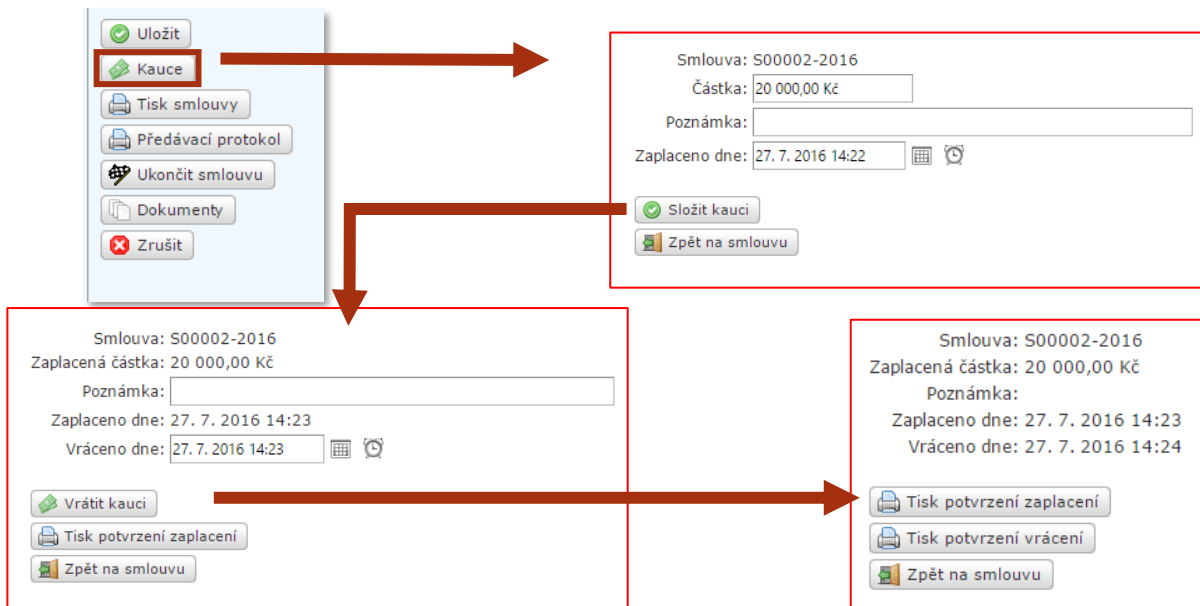 Uložit
Kauce
Tisk smlouvy
Předávací protokol
Ukončit smlouvu
Dokumenty
Zrušit
Smlouva: S00002-2016
Částka: 20 000,00 Kč
Poznámka:
Zaplaceno dne: 27. 7. 2016 14:22
Složit kauci
Zpět na smlouvu
Smlouva: S00002-2016
Zaplacená částka: 20 000,00 Kč
Poznámka:
Zaplaceno dne: 27. 7. 2016 14:23
Vráceno dne: 27. 7. 2016 14:23
Vrátit kauci
Tisk potvrzení zaplacení
Zpět na smlouvu
Smlouva: S00002-2016
Zaplacená částka: 20 000,00 Kč
Poznámka:
Zaplaceno dne: 27. 7. 2016 14:23
Vráceno dne: 27. 7. 2016 14:24
Tisk potvrzení zaplacení
Tisk potvrzení vrácení
Zpět na smlouvu